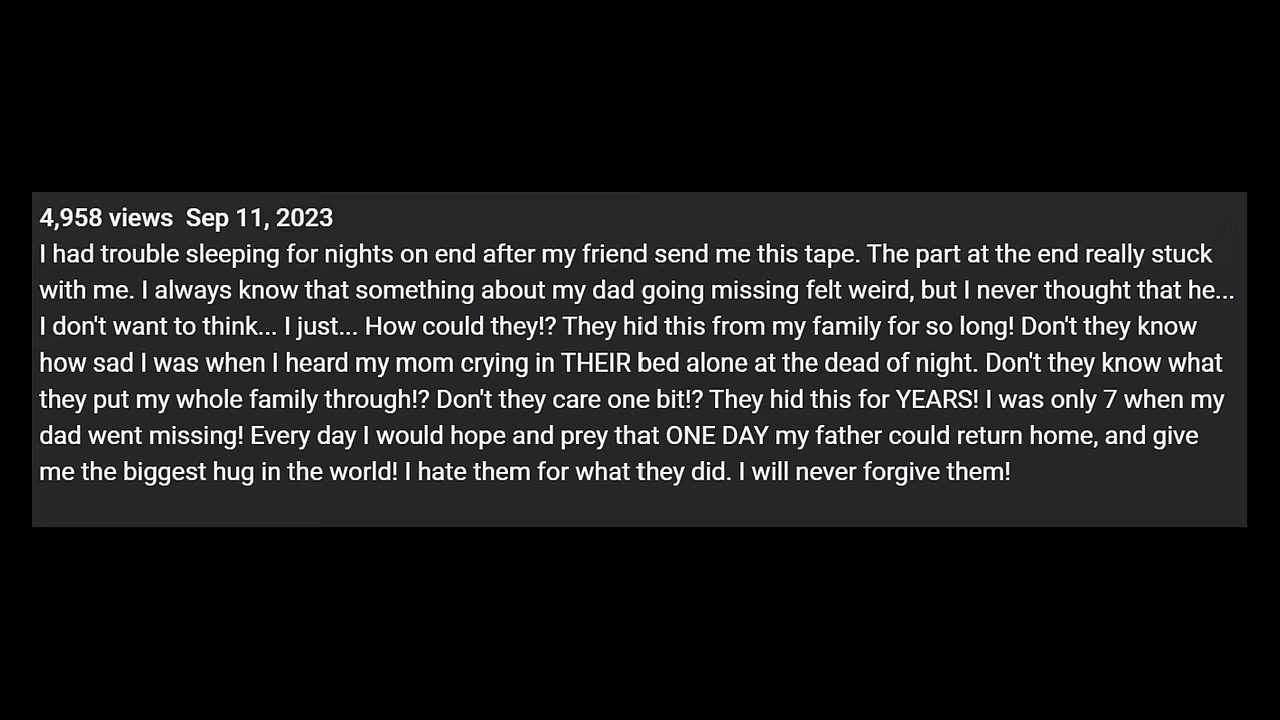 4,958 views  Sep 11, 2023
I had trouble sleeping for nights on end after my friend send me this tape. The part at the end really stuck
with me. I always know that something about my dad going missing felt weird, but I never thought that he...
I don't want to think... I just... How could they!? They hid this from my family for so long! Don't they know
how sad I was when I heard my mom crying in THEIR bed alone at the dead of night. Don't they know what
they put my whole family through!? Don't they care one bit!? They hid this for YEARS! I was only 7 when my
dad went missing! Every day I would hope and prey that ONE DAY my father could return home, and give
me the biggest hug in the world! I hate them for what they did. I will never forgive them!